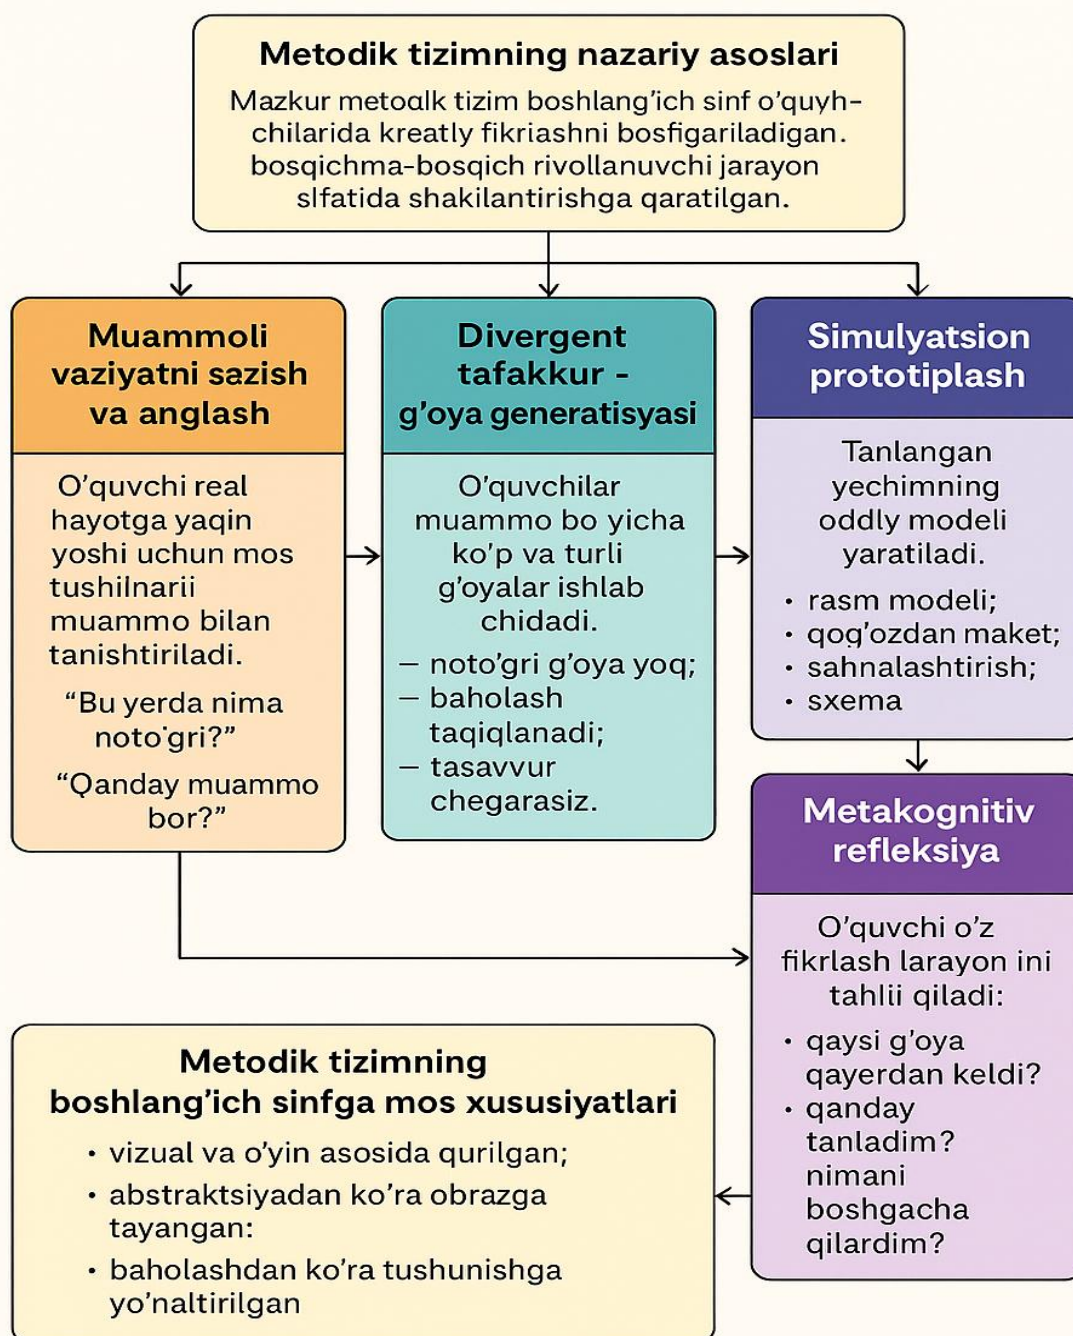 Metodik tizimning nazariy asoslari
Mazkur metodlk tizim boshlang'ich sinf o'quyh-
chilarida kreatly fikriashni bosfigariladigan.
bosqichma-bosqich rivollanuvchi jarayon
slfatida shakilantirishga qaratilgan.
Muammoli
vaziyatni sazish
va anglash
O'quvchi real
hayotga yaqin
yoshi uchun mos
tushilnarii
muammo bilan
tanishtiriladi.
“Bu yerda nima
noto'gri?”
“Qanday muammo
bor?”
Divergent
tafakkur -
g'oya generatisyasi
O'quvchilar
muammo bo yicha
ko'p va turli
g'oyalar ishlab
chidadi.
— noto'gri g'oya yoq;
— baholash
taqiqlanadi;
— tasavvur
chegarasiz.
Simulyatsion
prototiplash
Tanlangan
yechimning
oddly modeli
yaratiladi.
• rasm modeli;
• qog'ozdan maket;
• sahnalashtirish;
• sxema
Metakognitiv
refleksiya
O'quvchi o'z
fikrlash larayon ini
tahlii qiladi:
• qaysi g'oya
qayerdan keldi?
• qanday
tanladim?
nimani
boshgacha
qilardim?
Metodik tizimning
boshlang'ich sinfga mos xususiyatlari
• vizual va o'yin asosida qurilgan;
• abstraktsiyadan ko'ra obrazga
tayangan:
• baholashdan ko'ra tushunishga
yo'naltirilgan